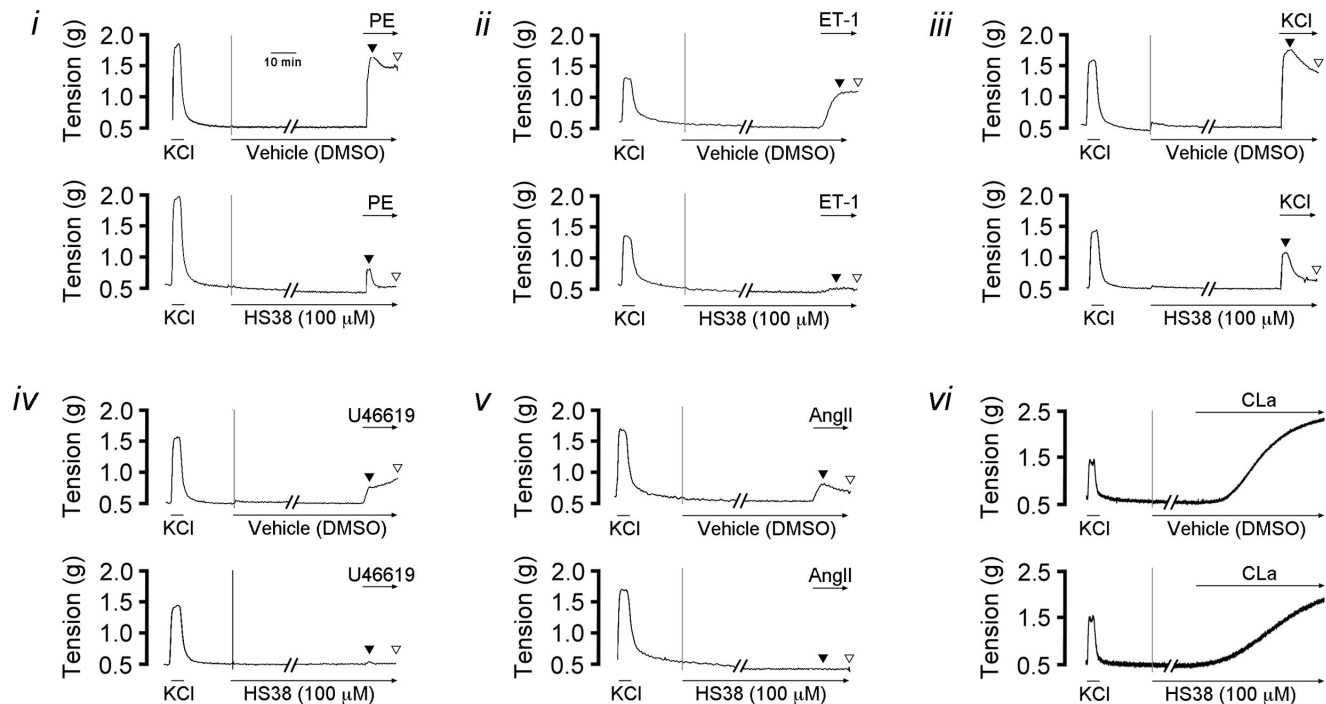 i
PE
Tension (g)
2.0
1.5
1.0
0.5
10 min
KCl
Vehicle (DMSO)
PE
Tension (g)
2.0
1.5
1.0
0.5
KCl
HS38 (100 µM)
ii
ET-1
Tension (g)
2.0
1.5
1.0
0.5
KCl
Vehicle (DMSO)
ET-1
Tension (g)
2.0
1.5
1.0
0.5
KCl
HS38 (100 µM)
iii
KCl
Tension (g)
2.0
1.5
1.0
0.5
KCl
Vehicle (DMSO)
KCl
Tension (g)
2.0
1.5
1.0
0.5
KCl
HS38 (100 µM)
iv
U46619
Tension (g)
2.0
1.5
1.0
0.5
KCl
Vehicle (DMSO)
U46619
Tension (g)
2.0
1.5
1.0
0.5
KCl
HS38 (100 µM)
v
AngII
Tension (g)
2.0
1.5
1.0
0.5
KCl
Vehicle (DMSO)
AngII
Tension (g)
2.0
1.5
1.0
0.5
KCl
HS38 (100 µM)
vi
CLa
Tension (g)
2.5
1.5
0.5
KCl
Vehicle (DMSO)
CLa
Tension (g)
2.5
1.5
0.5
KCl
HS38 (100 µM)